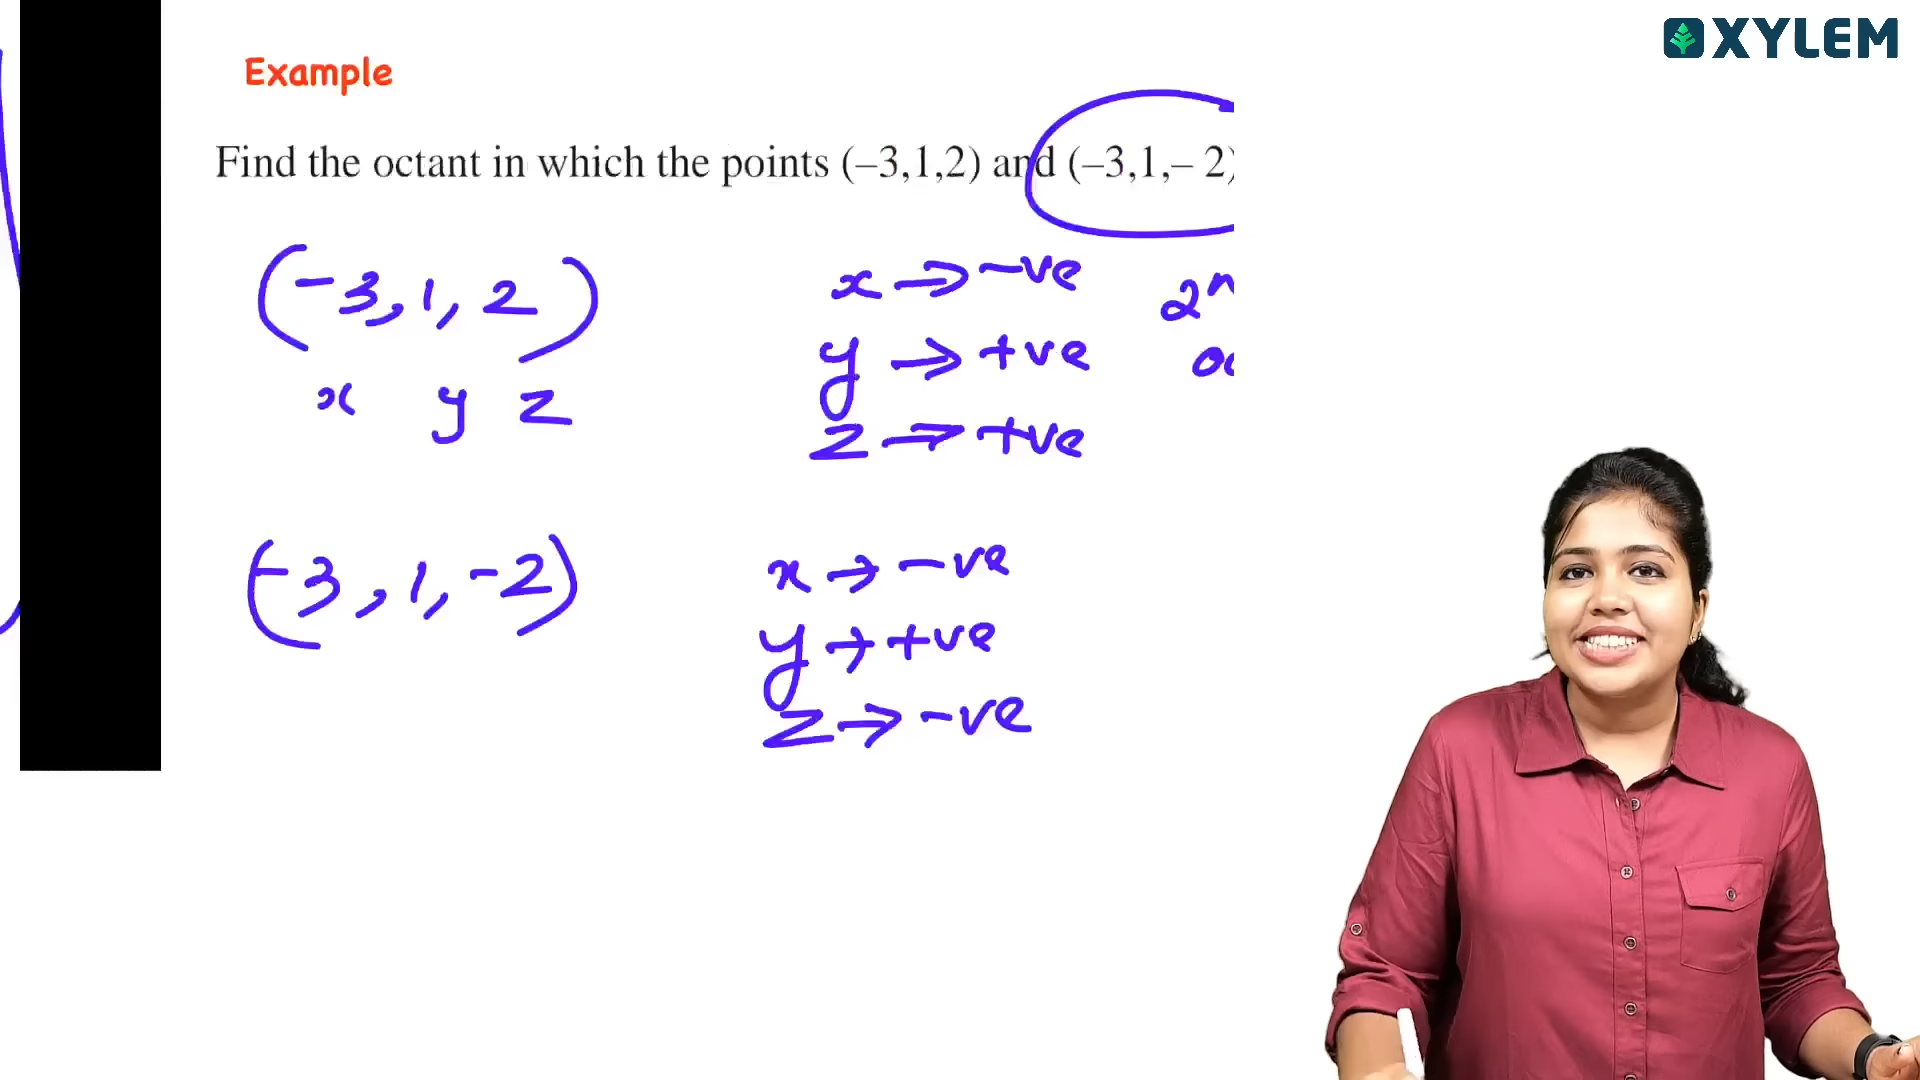 XYLEM
Example
Find the octant in which the points (–3,1,2) and (–3,1,– 2)
(-3, 1, 2)
x y z
x → -ve
y → +ve
z → +ve
(-3, 1, -2)
x → -ve
y → +ve
z → -ve